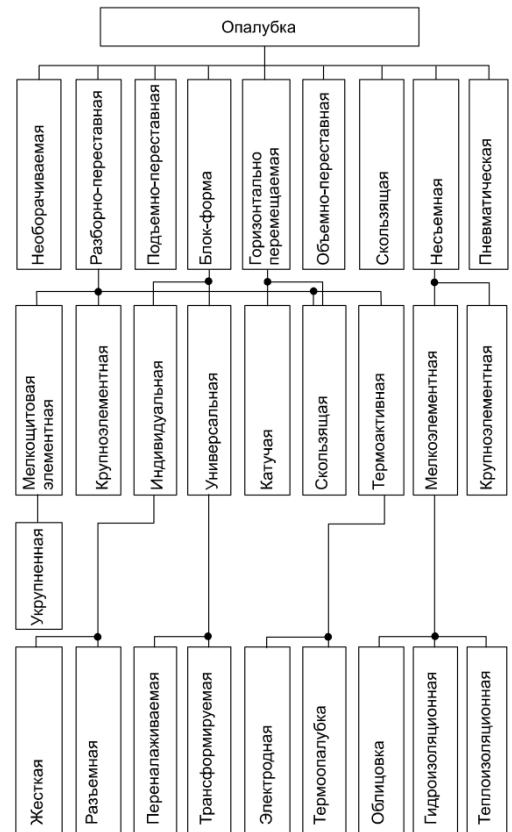 Опалубка
Необорачиваемая
Разборно-переставная
Подъемно-переставная
Блок-форма
Горизонтально
перемещаемая
Объемно-переставная
Скользящая
Несъемная
Пневматическая
Мелкощитовая
элементная
Крупноэлементная
Индивидуальная
Универсальная
Катучая
Скользящая
Термоактивная
Мелкоэлементная
Крупноэлементная
Укрупненная
Жесткая
Разъемная
Переналаживаемая
Трансформируемая
Электродная
Термоопалубка
Облицовка
Гидроизоляционная
Теплоизоляционная